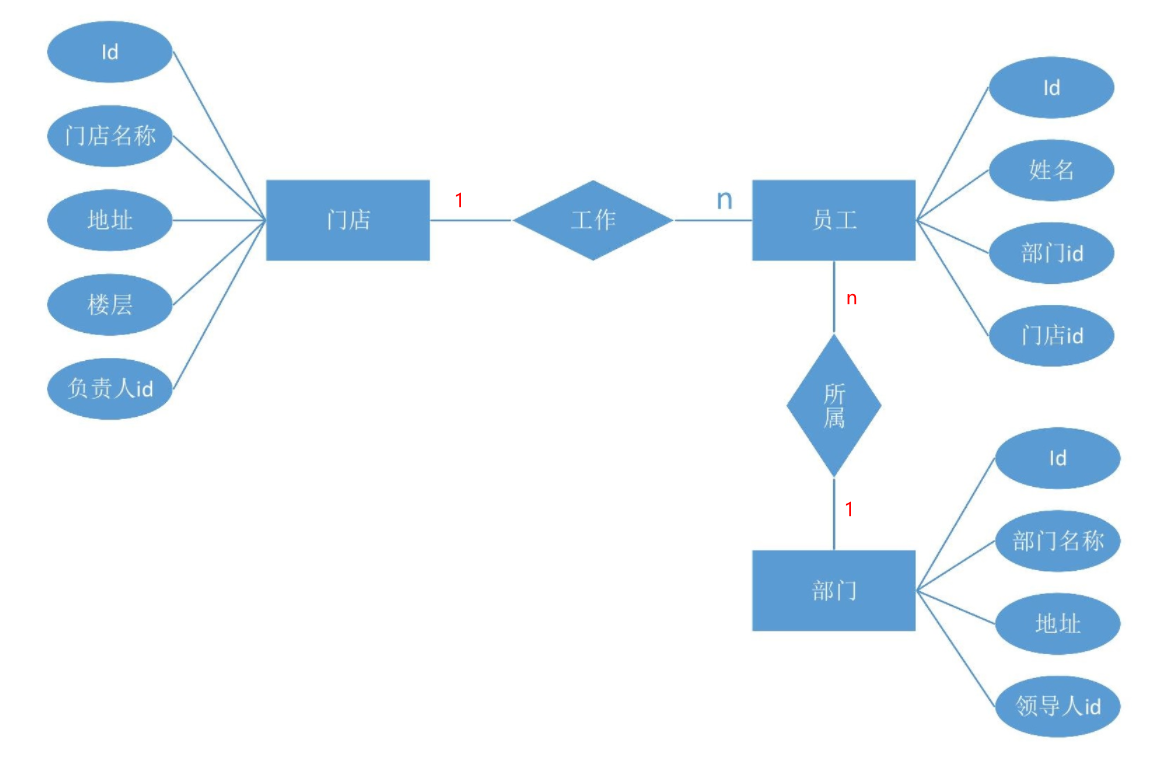 Id
门店名称
地址
楼层
负责人id
门店
1
工作
n
员工
Id
姓名
部门id
门店id
n
所
属
1
部门
Id
部门名称
地址
领导人id